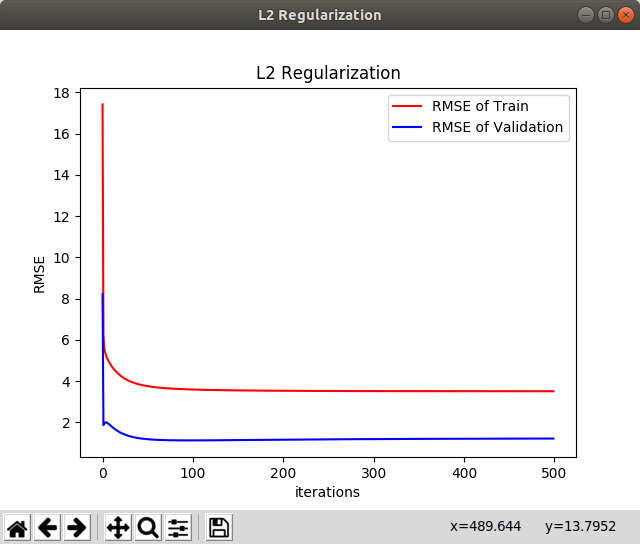 L2 Regularization
L2 Regularization
RMSE of Train
RMSE of Validation
18
16
14
12
10
8
6
4
2
RMSE
0 100 200 300 400 500
iterations
x=489.644 y=13.7952